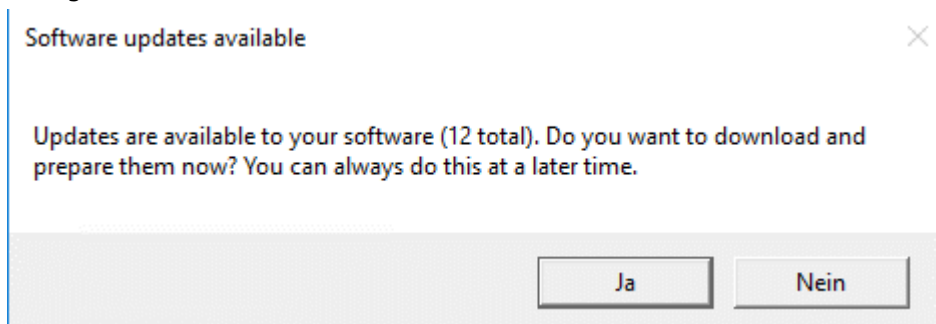 Software updates available
Updates are available to your software (12 total). Do you want to download and
prepare them now? You can always do this at a later time.
Ja
Nein